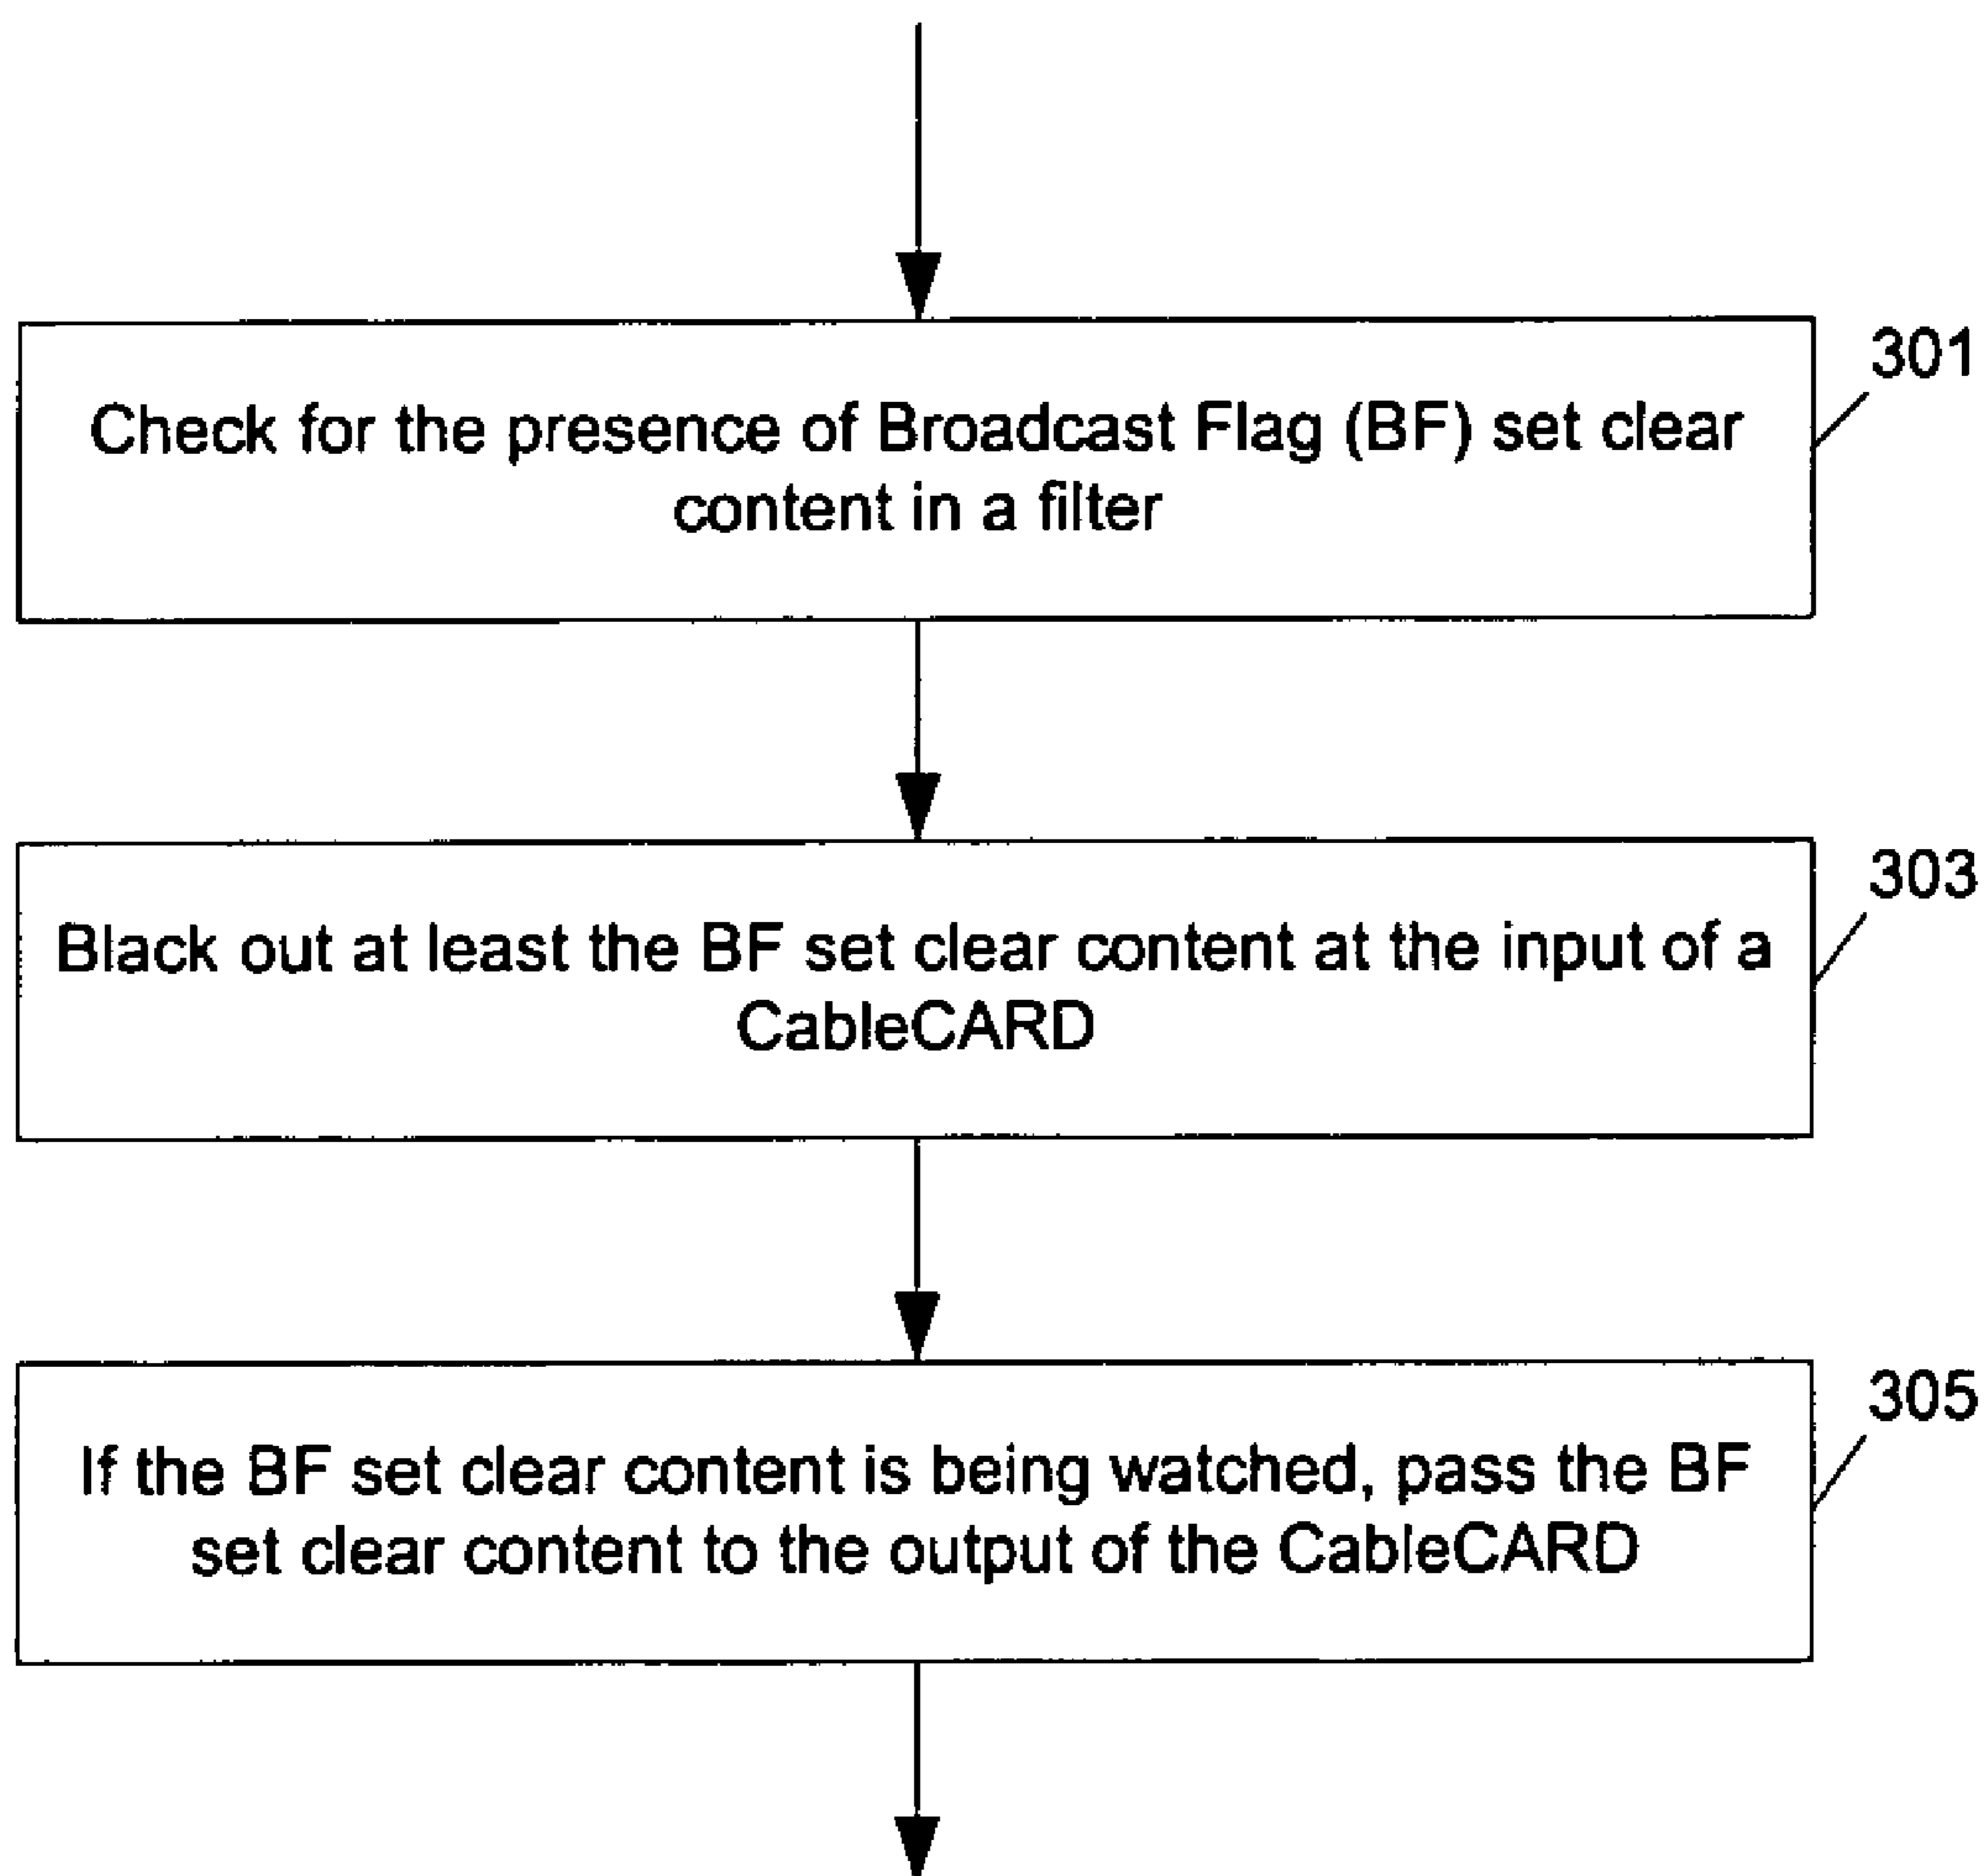 301
Check for the presence of Broadcast Flag (BF) set clear
content in a filter
303
Black out at least the BF set clear content at the input of a
CableCARD
305
If the BF set clear content is being watched, pass the BF
set clear content to the output of the CableCARD